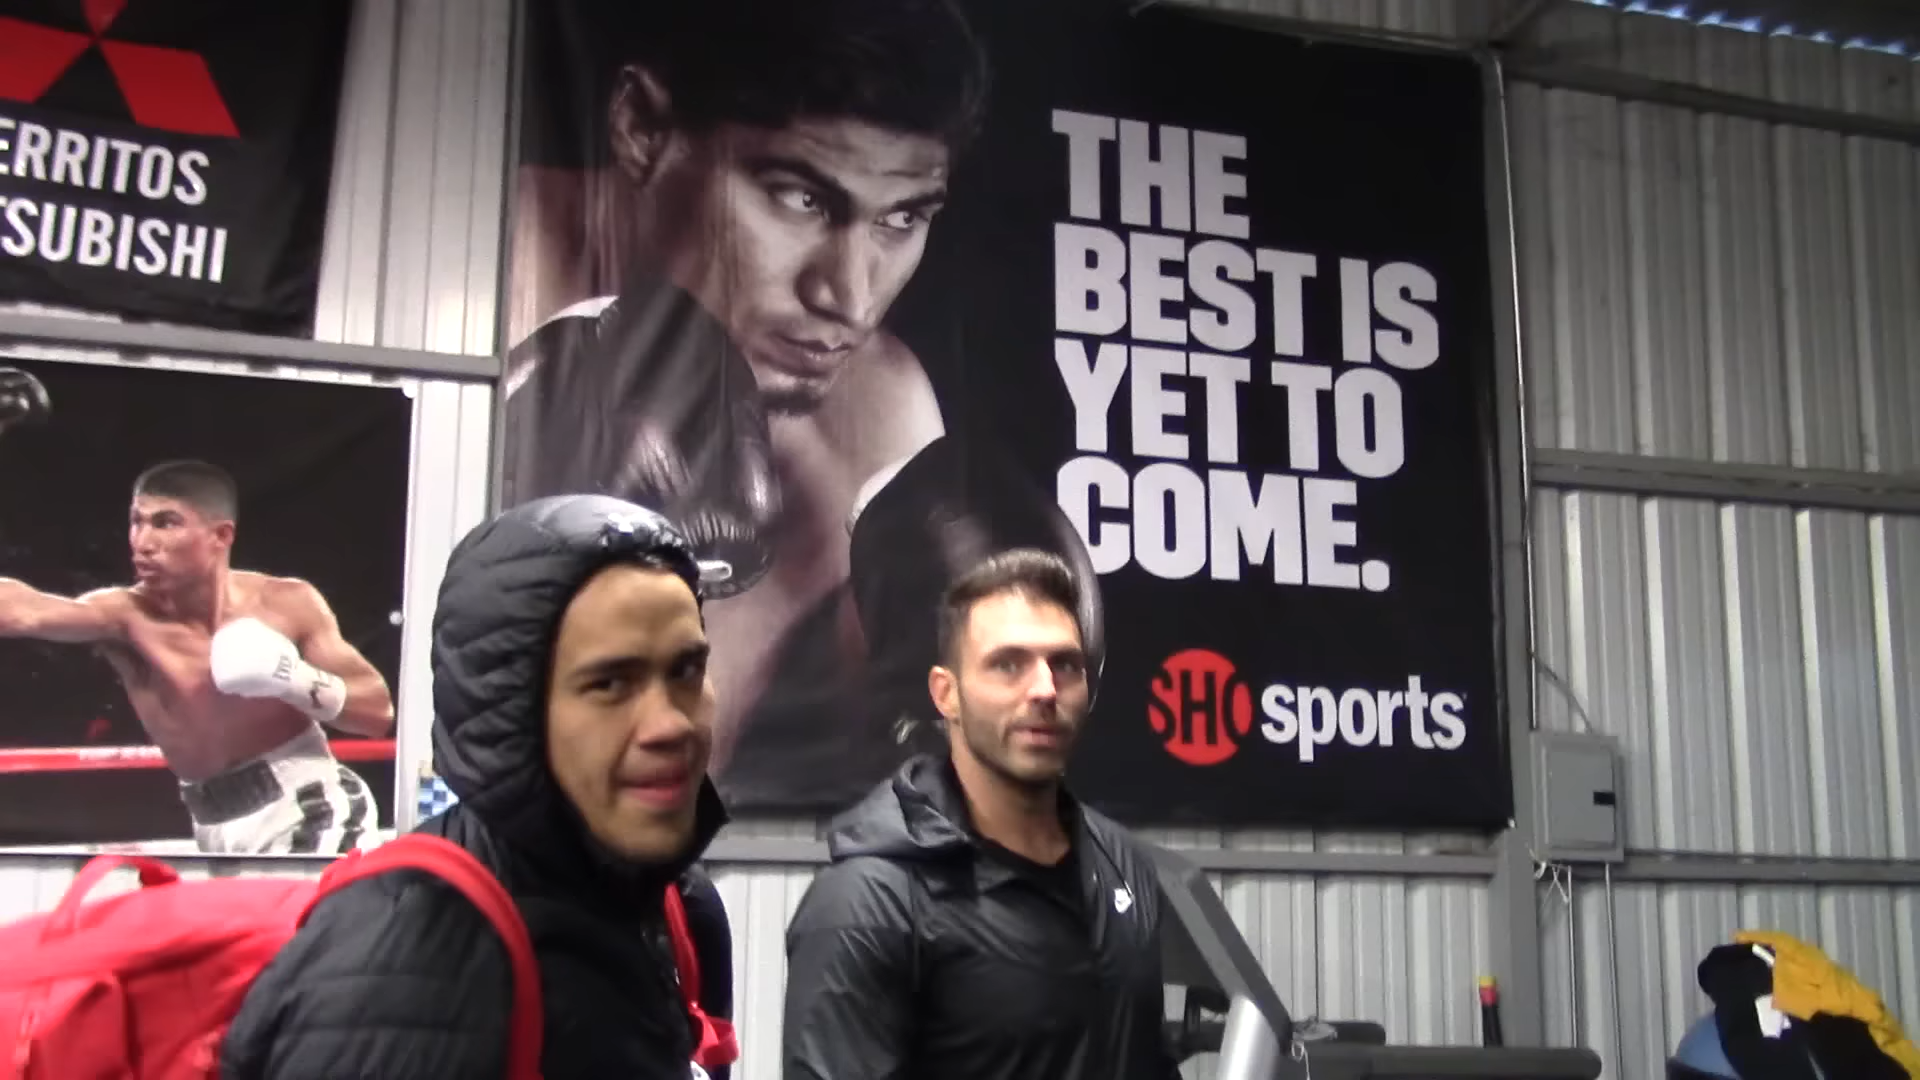 ERRITOS
TSUBISHI
THE
BEST IS
YET TO
COME.
SHO sports